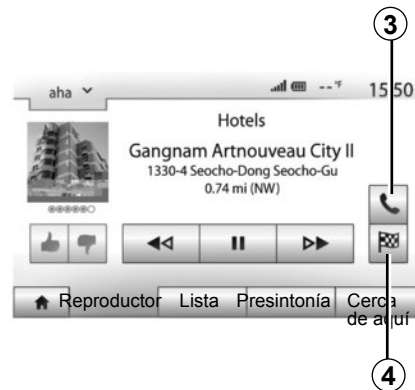 3
aha
--°F
15:50
Hotels
Gangnam Artnouveau City II
1330-4 Seocho-Dong Seocho-Gu
0.74 mi (NW)
Reproductor Lista Presintonía Cerca
de aquí
4